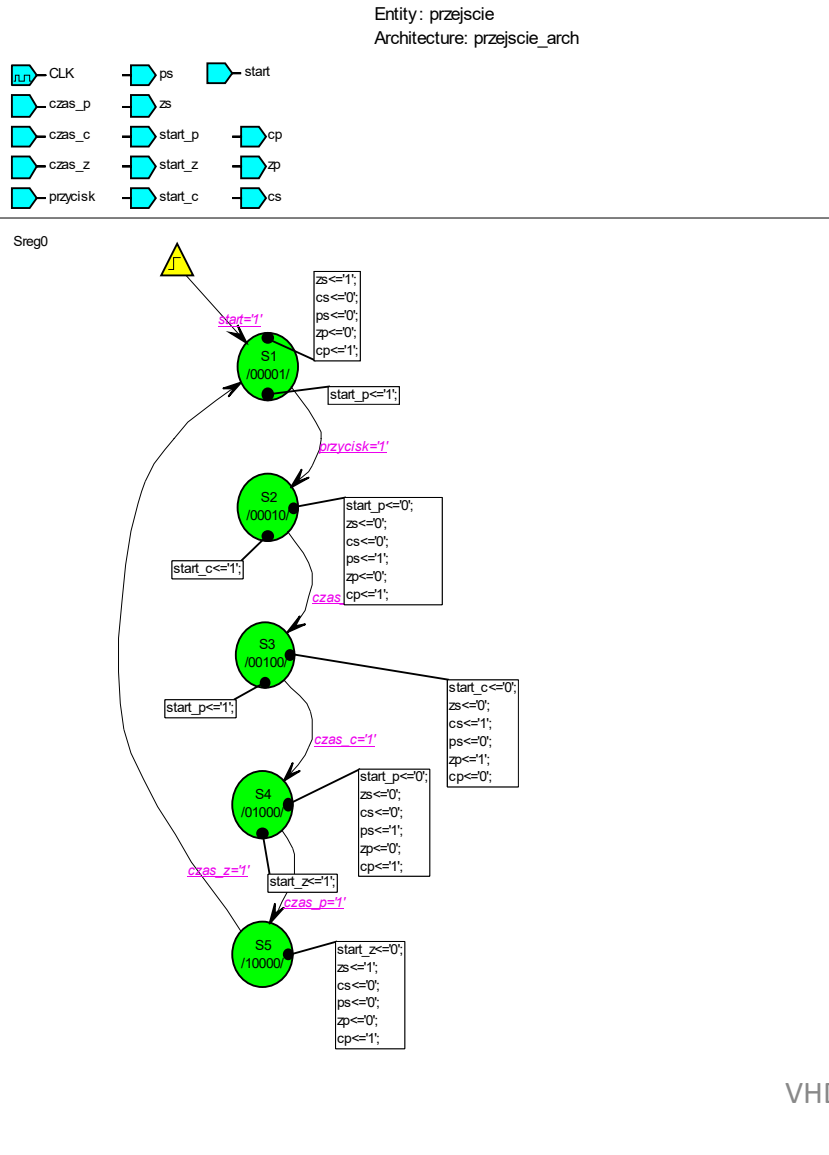 Entity: przejscie
Architecture: przejscie_arch
CLK
ps
start
czas_p
zs
czas_c
start_p
cp
czas_z
start_z
zp
przycisk
start_c
cs
Sreg0
zs<='1';
cs<='0';
ps<='0';
zp<='0';
cp<='1';
start='1'
S1
/00001/
start_p<='1';
przycisk='1'
S2
/00010/
start_p<='0';
zs<='0';
cs<='0';
ps<='1';
zp<='0';
cp<='1';
start_c<='1';
czas_
S3
/00100/
start_p<='1';
start_c<='0';
zs<='0';
cs<='1';
ps<='0';
zp<='1';
cp<='0';
czas_c='1'
S4
/01000/
start_p<='0';
zs<='0';
cs<='0';
ps<='1';
zp<='0';
cp<='1';
czas_z='1'
start_z<='1';
czas_p='1'
S5
/10000/
start_z<='0';
zs<='1';
cs<='0';
ps<='0';
zp<='0';
cp<='1';